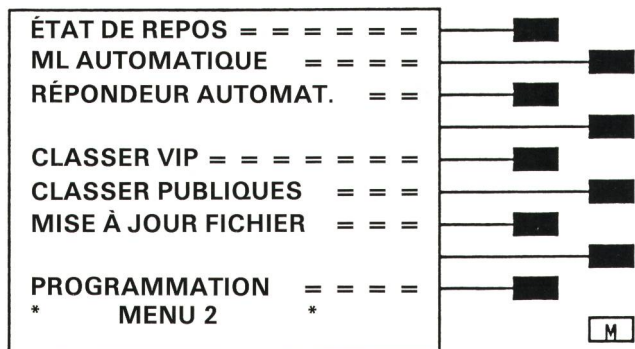 ÉTAT DE REPOS = = = = = =
ML AUTOMATIQUE = = = =
RÉPONDEUR AUTOMAT. = =
CLASSER VIP = = = = = = =
CLASSER PUBLIQUES = = =
MISE À JOUR FICHIER = = =
PROGRAMMATION = = = =
* MENU 2 *
M